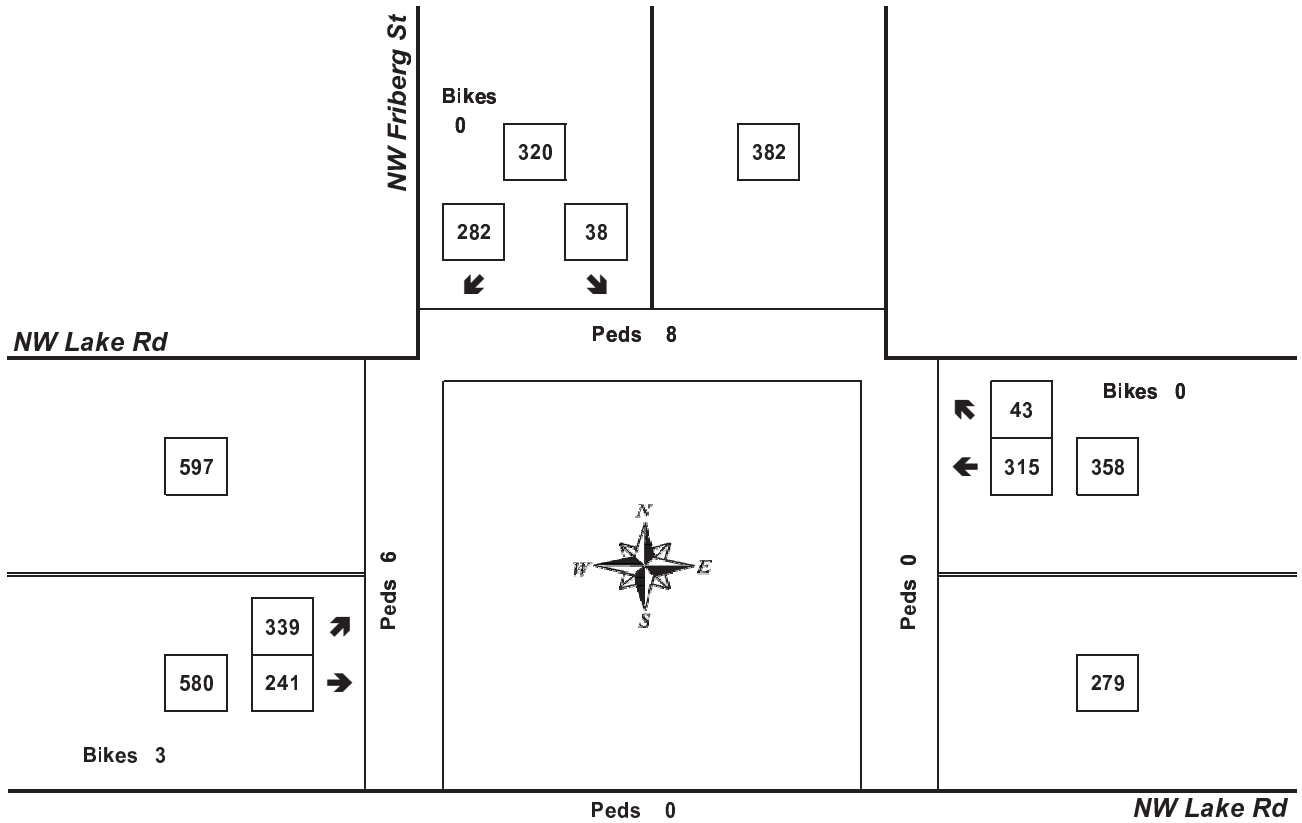 NW Friberg St
Bikes
0
320
382
282
38
NW Lake Rd
Peds 8
Bikes 0
43
597
315
358
N
W
E
S
Peds 6
Peds 0
339
580
241
279
Bikes 3
Peds 0
NW Lake Rd